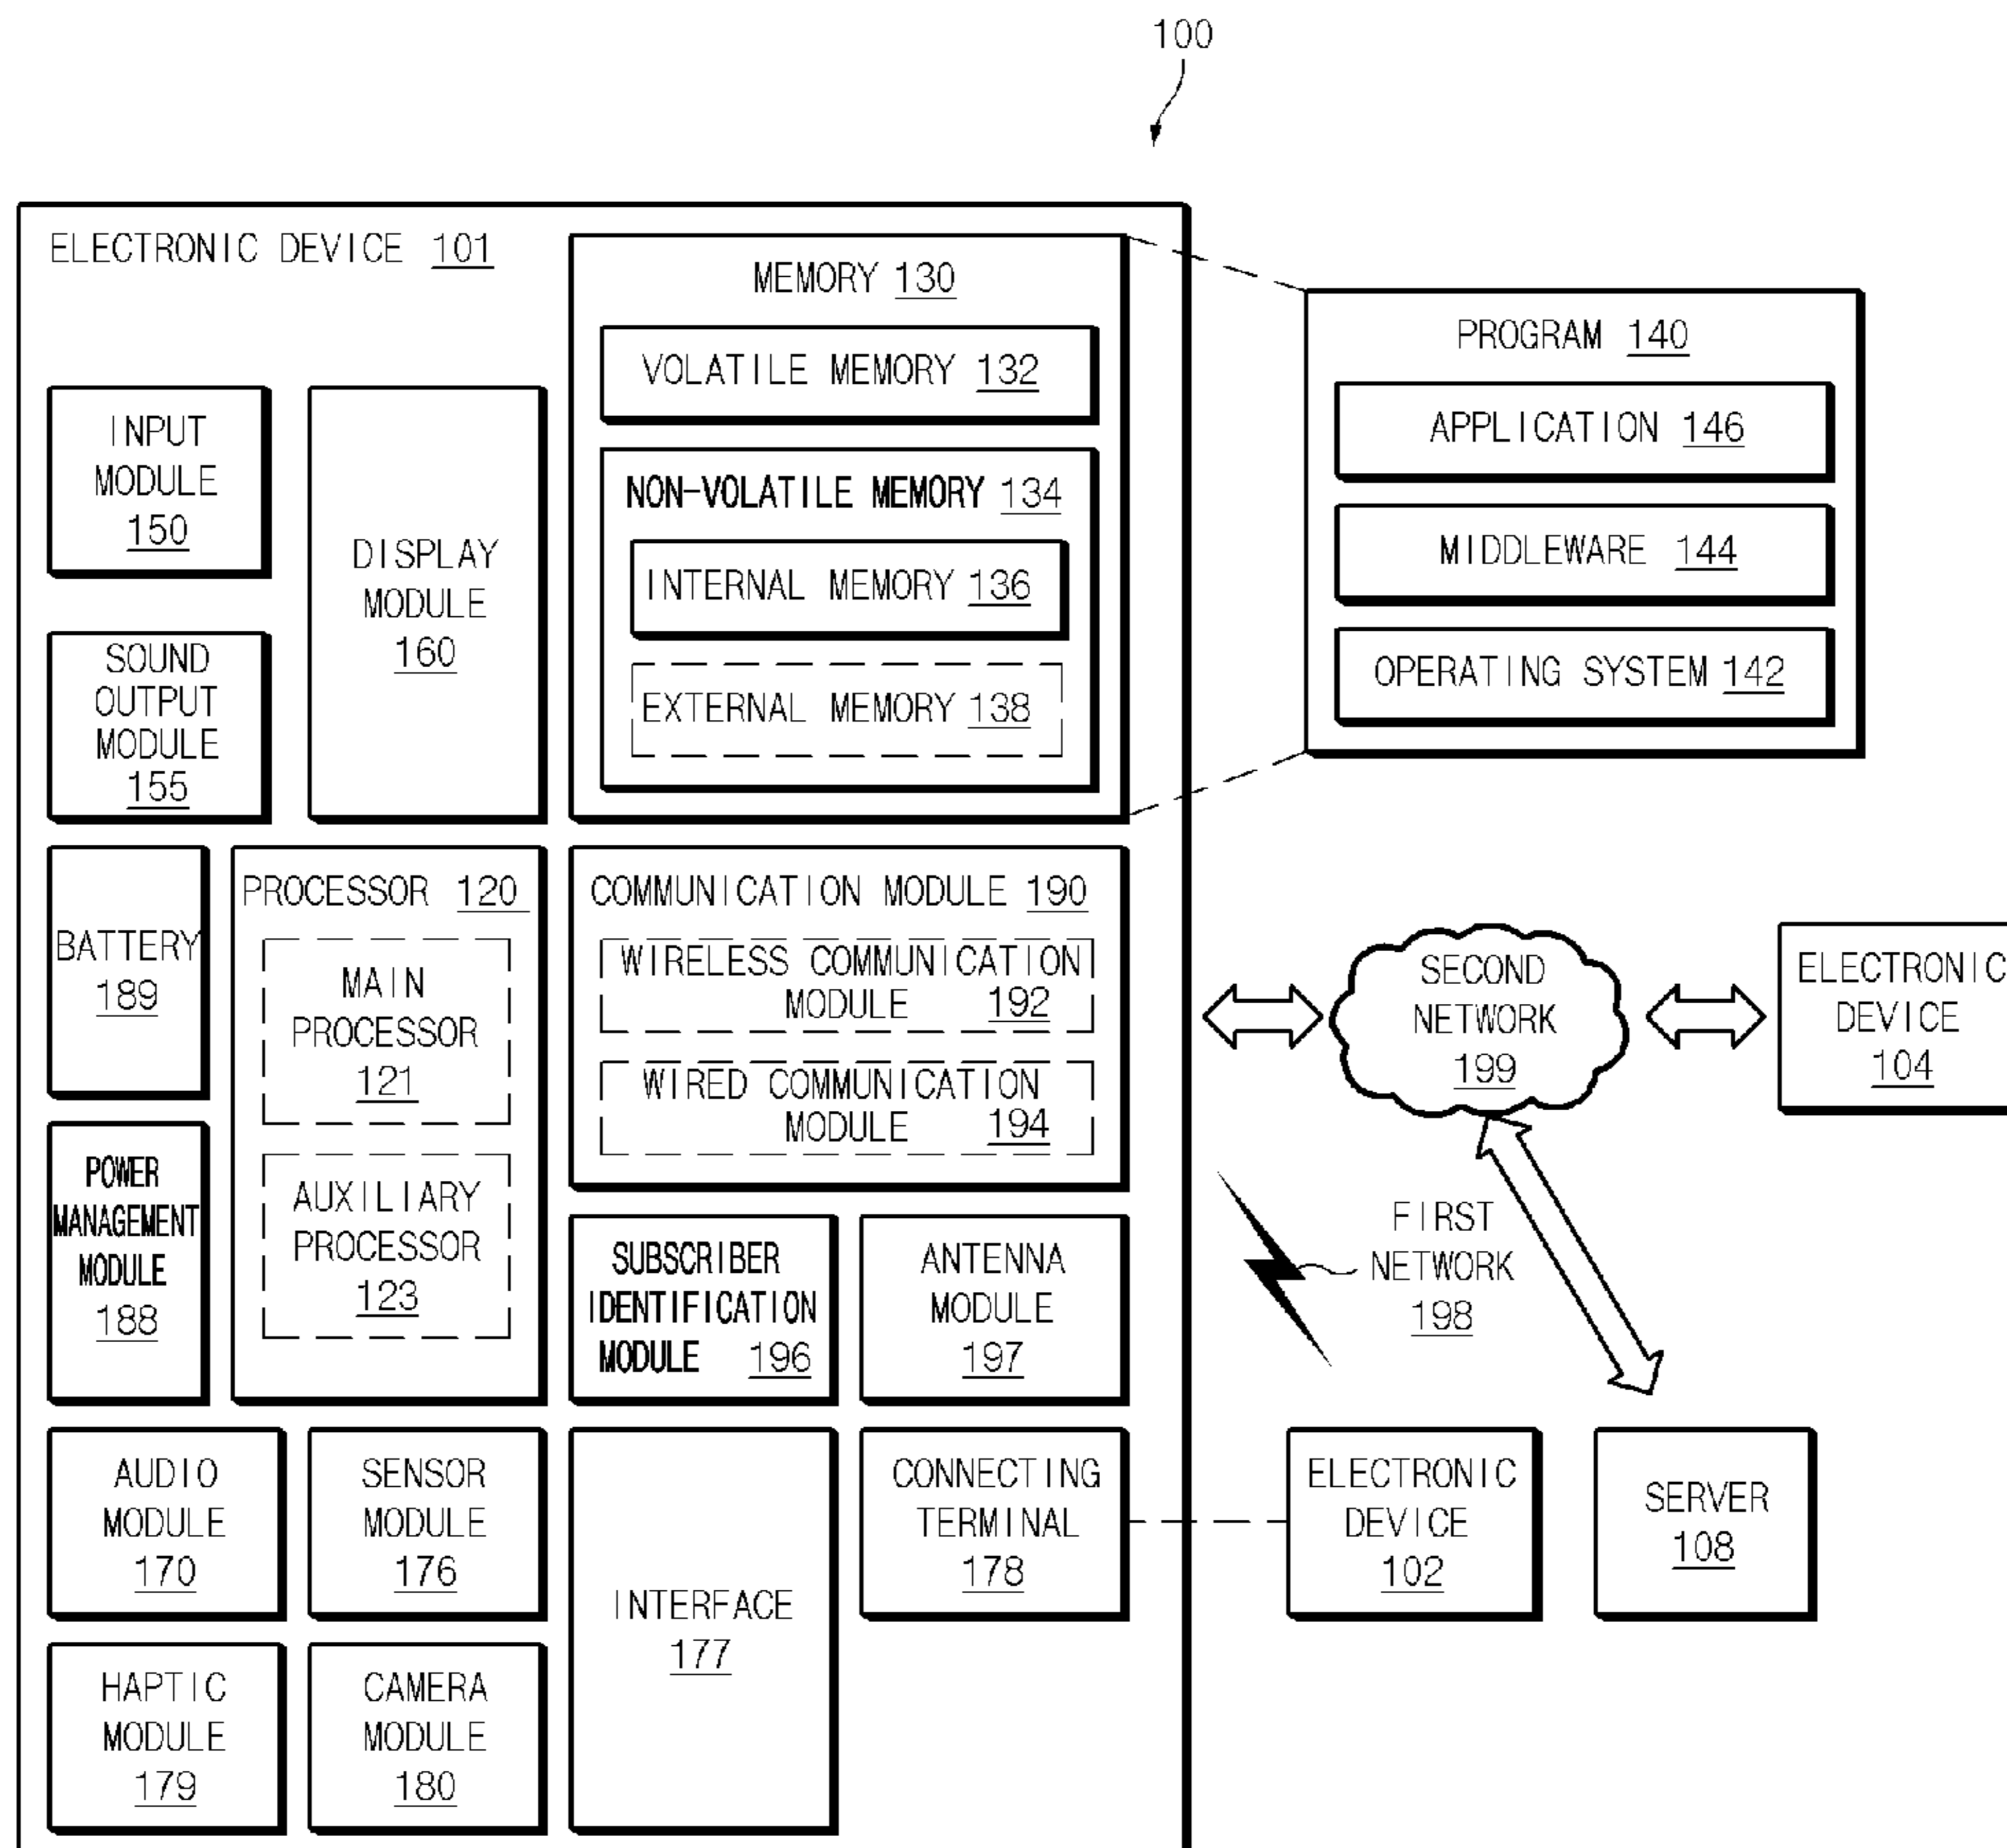 100
ELECTRONIC DEVICE 101
MEMORY 130
VOLATILE MEMORY 132
NON-VOLATILE MEMORY 134
INTERNAL MEMORY 136
EXTERNAL MEMORY 138
PROGRAM 140
APPLICATION 146
MIDDLEWARE 144
OPERATING SYSTEM 142
INPUT
MODULE
150
SOUND
OUTPUT
MODULE
155
DISPLAY
MODULE
160
BATTERY
189
POWER
MANAGEMENT
MODULE
188
PROCESSOR 120
MAIN
PROCESSOR
121
AUXILIARY
PROCESSOR
123
COMMUNICATION MODULE 190
WIRELESS COMMUNICATION
MODULE 192
WIRED COMMUNICATION
MODULE 194
SUBSCRIBER
IDENTIFICATION
MODULE 196
ANTENNA
MODULE
197
SECOND
NETWORK
199
ELECTRONIC
DEVICE
104
FIRST
NETWORK
198
AUDIO
MODULE
170
SENSOR
MODULE
176
INTERFACE
177
CONNECTING
TERMINAL
178
ELECTRONIC
DEVICE
102
SERVER
108
HAPTIC
MODULE
179
CAMERA
MODULE
180